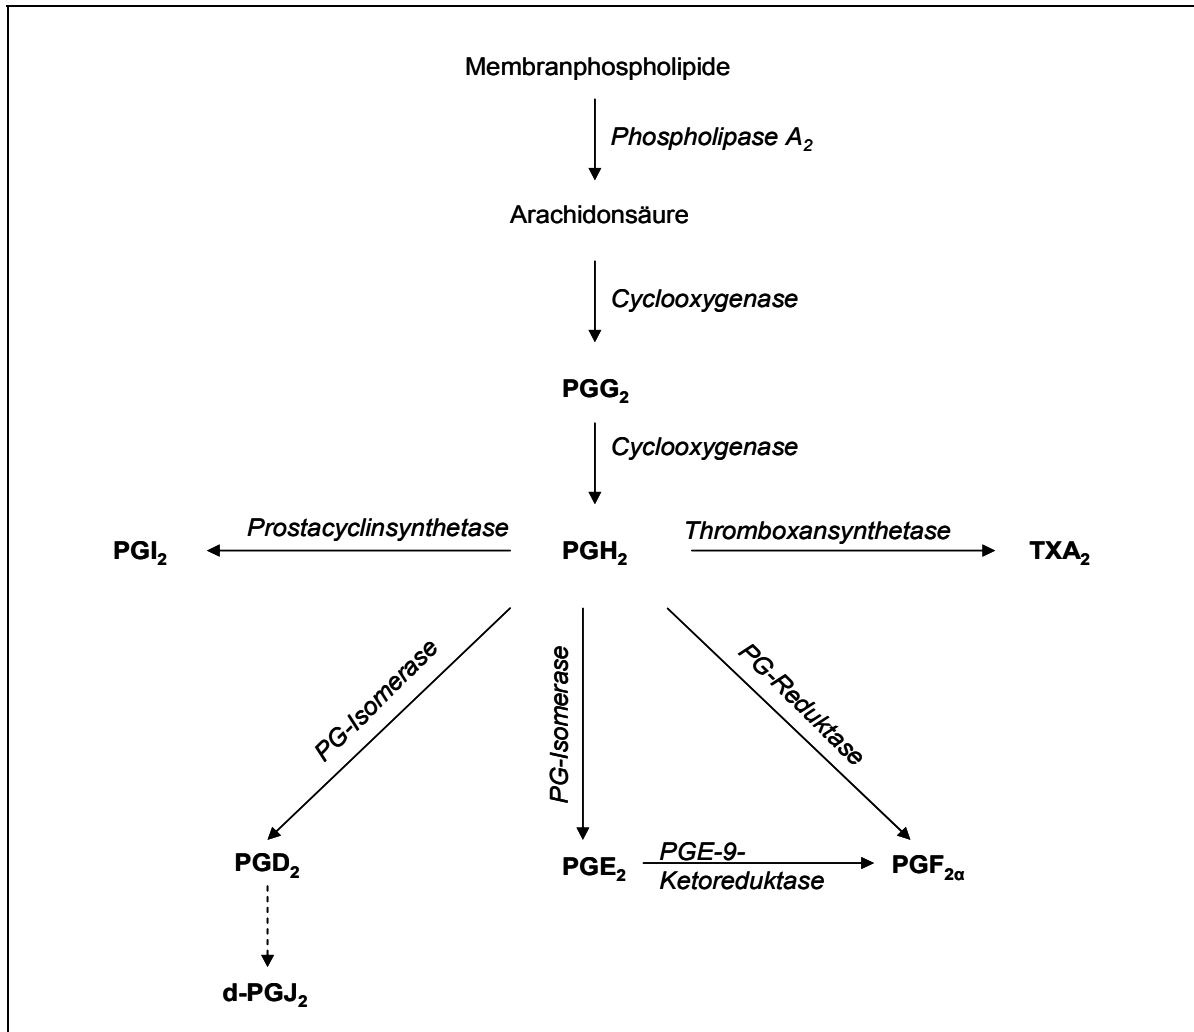 Membranphospholipide
Phospholipase A₂
Arachidonsäure
Cyclooxygenase
PGG₂
Cyclooxygenase
Prostacyclinsynthetase
Thromboxansynthetase
PGI₂
PGH₂
TXA₂
PG-Isomerase
PG-Isomerase
PG-Reduktase
PGD₂
PGE₂
PGE-9-
Ketoreduktase
PGF₂α
d-PGJ₂